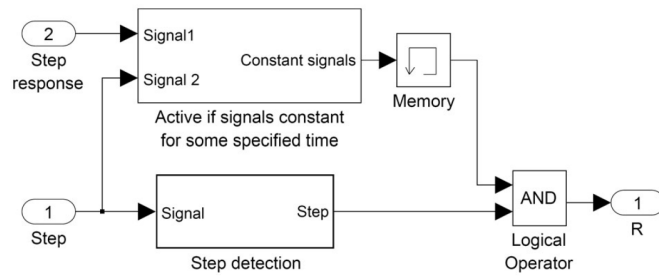 2
Step
response
Signal1
Signal 2
Constant signals
Active if signals constant
for some specified time
Memory
1
Step
Signal
Step
Step detection
AND
Logical
Operator
1
R